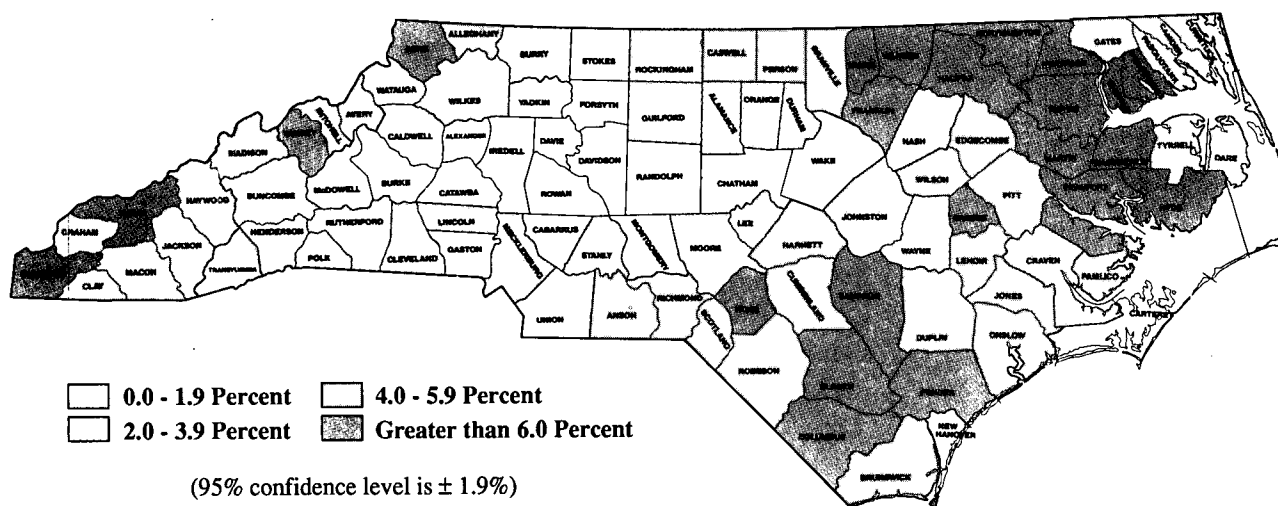 ALLEGHANY
SURRY
STOKES
ROCKINGHAM
CASWELL
PERSON
GRANVILLE
GATES
WATAUGA
WILKES
YADKIN
FORSYTH
GUILFORD
ALAMANCE
ORANGE
DURHAM
FRANKLIN
MITCHELL
AVERY
CALDWELL
ALEXANDER
IREDELL
DAVIE
DAVIDSON
NASH
EDGECOMBE
TYRRELL
DARE
MADISON
BUNCOMBE
McDOWELL
BURKE
CATAWBA
ROWAN
RANDOLPH
CHATHAM
WAKE
WILSON
PITT
HAYWOOD
RUTHERFORD
LINCOLN
JOHNSTON
GRAHAM
JACKSON
HENDERSON
POLK
CLEVELAND
GASTON
MECKLENBURG
CABARRUS
STANLY
MONTGOMERY
MOORE
LEE
HARNETT
WAYNE
LENOIR
CRAVEN
PAMLICO
CLAY
MACON
TRANSYLVANIA
UNION
ANSON
RICHMOND
SCOTLAND
CUMBERLAND
DUPLIN
JONES
ONSLOW
CARTERET
ROBESON
NEW
HANOVER
BRUNSWICK
0.0 - 1.9 Percent
4.0 - 5.9 Percent
2.0 - 3.9 Percent
Greater than 6.0 Percent
(95% confidence level is ± 1.9%)